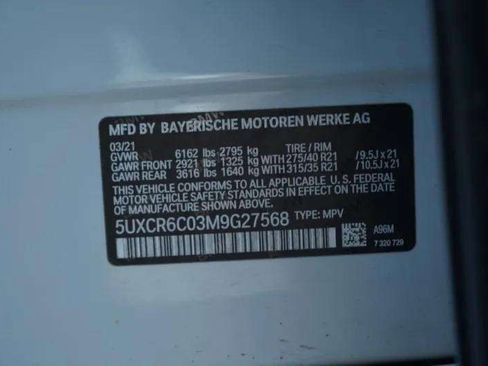 MFD BY BAYERISCHE MOTOREN WERKE AG
03/21
GVWR 6162 lbs 2795 kg TIRE / RIM
GAWR FRONT 2921 lbs 1325 kg WITH 275/40 R21 / 9.5J x 21
GAWR REAR 3616 lbs 1640 kg WITH 315/35 R21 / 10.5J x 21
THIS VEHICLE CONFORMS TO ALL APPLICABLE U.S. FEDERAL
MOTOR VEHICLE SAFETY STANDARDS IN EFFECT ON THE DATE
OF MANUFACTURE SHOWN ABOVE.
5UXCR6C03M9G27568 TYPE: MPV
A96M
7 320 729